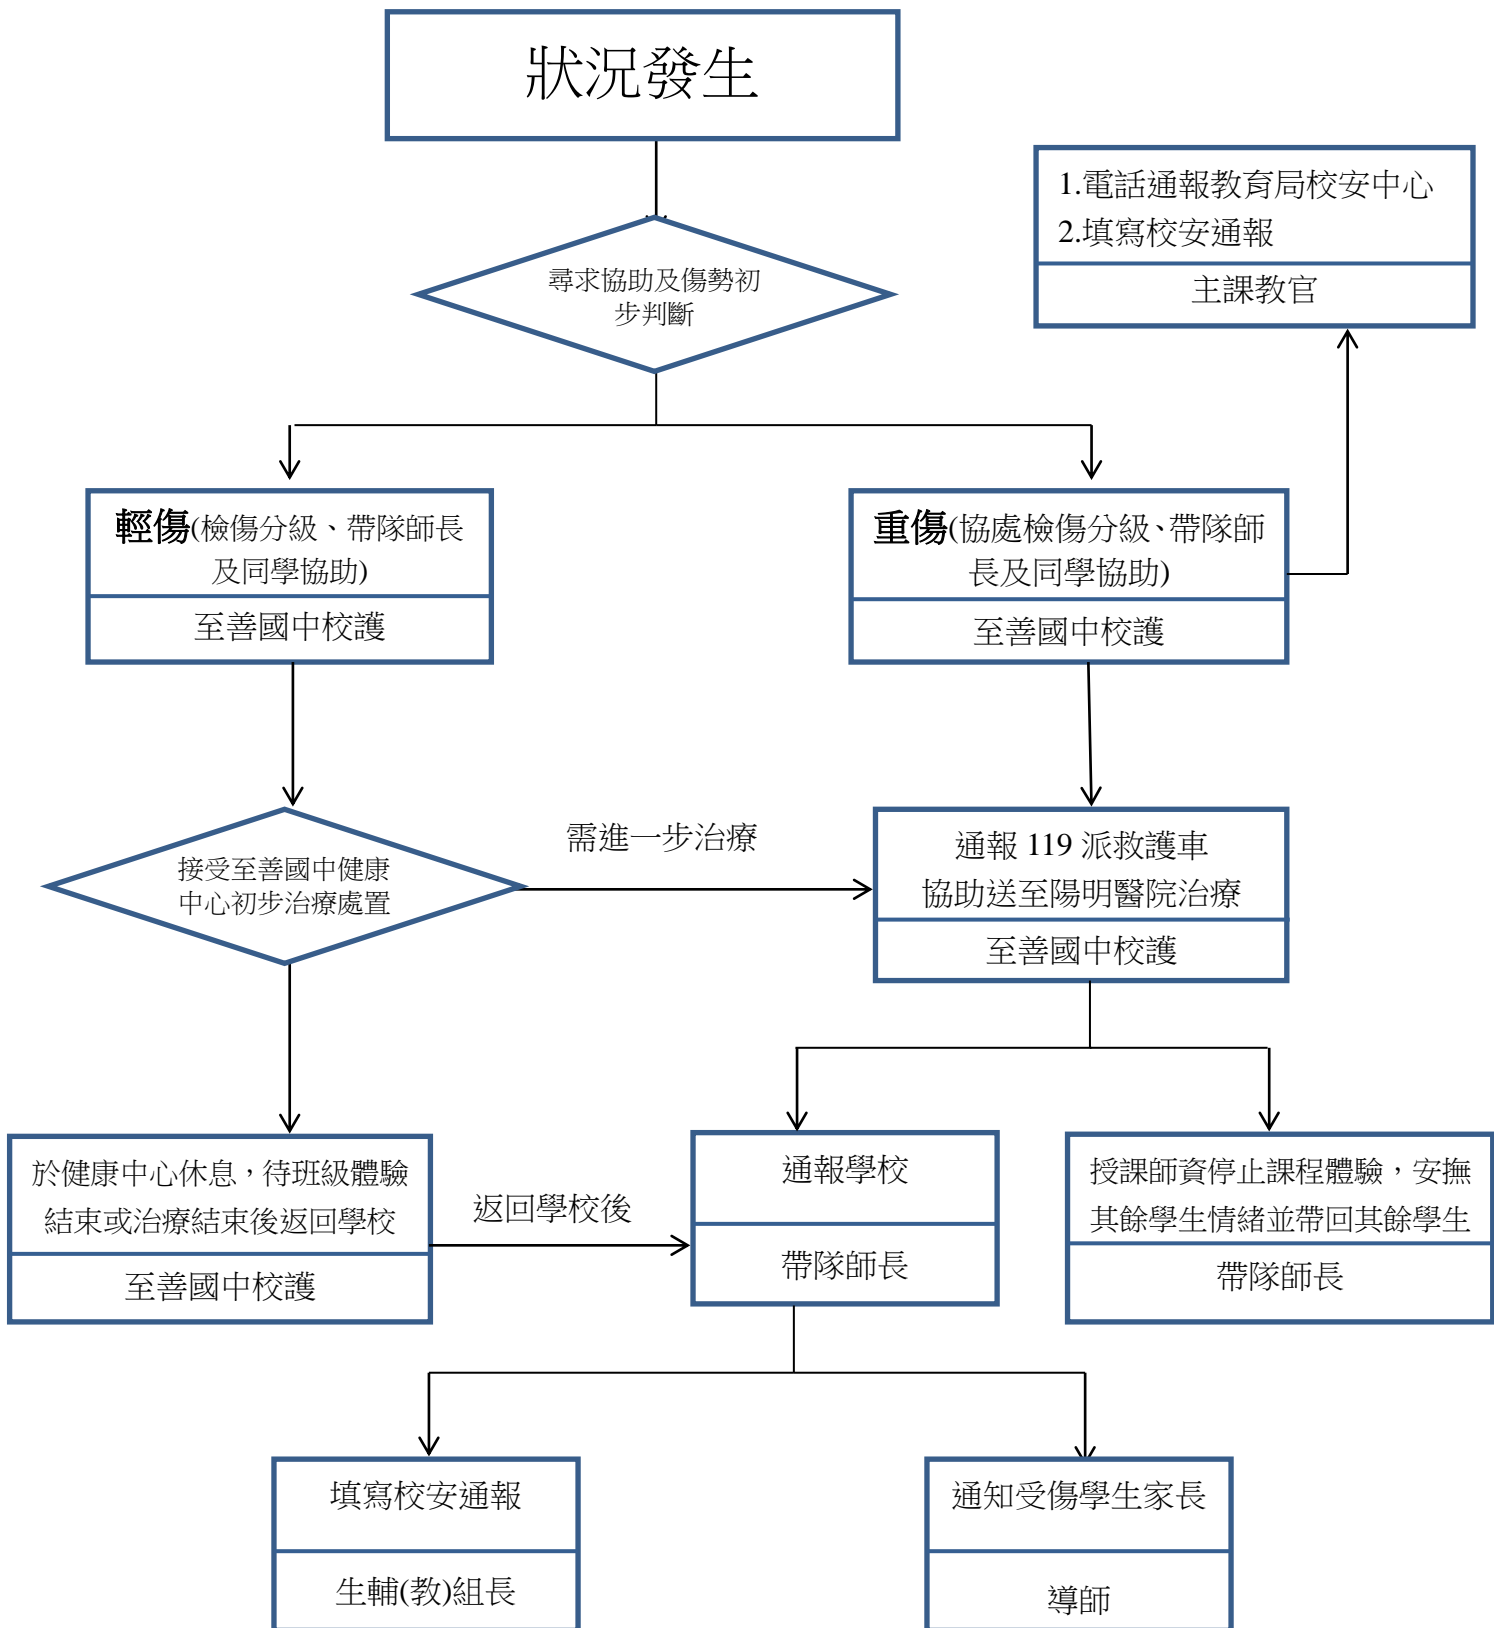 狀況發生
1.電話通報教育局校安中心
2.填寫校安通報
主課教官
尋求協助及傷勢初
步判斷
輕傷(檢傷分級、帶隊師長
及同學協助)
至善國中校護
重傷(協處檢傷分級、帶隊師
長及同學協助)
至善國中校護
接受至善國中健康
中心初步治療處置
需進一步治療
通報 119 派救護車
協助送至陽明醫院治療
至善國中校護
於健康中心休息，待班級體驗
結束或治療結束後返回學校
至善國中校護
返回學校後
通報學校
帶隊師長
授課師資停止課程體驗，安撫
其餘學生情緒並帶回其餘學生
帶隊師長
填寫校安通報
生輔(教)組長
通知受傷學生家長
導師